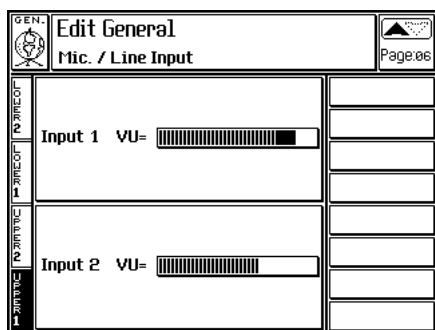 GEN.
Edit General
Mic. / Line Input
Page:06
LOWER 2
LOWER 1
UPPER 2
UPPER 1
Input 1 VU=
Input 2 VU=